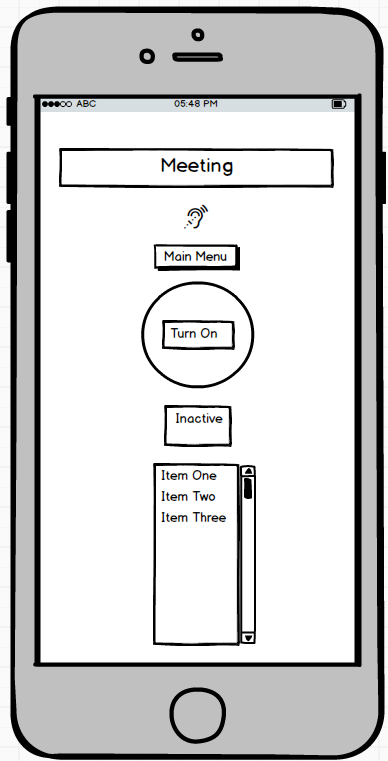 ABC 05:48 PM
Meeting
Main Menu
Turn On
Inactive
Item One
Item Two
Item Three